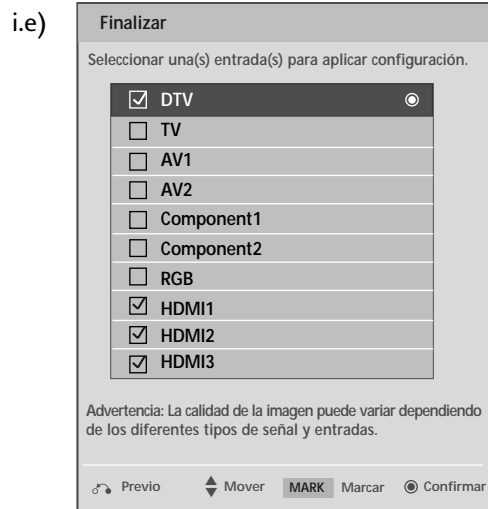 i.e)
Finalizar
Seleccionar una(s) entrada(s) para aplicar configuración.
DTV
TV
AV1
AV2
Component1
Component2
RGB
HDMI1
HDMI2
HDMI3
Advertencia: La calidad de la imagen puede variar dependiendo
de los diferentes tipos de señal y entradas.
Previo Mover MARK Marcar Confirmar